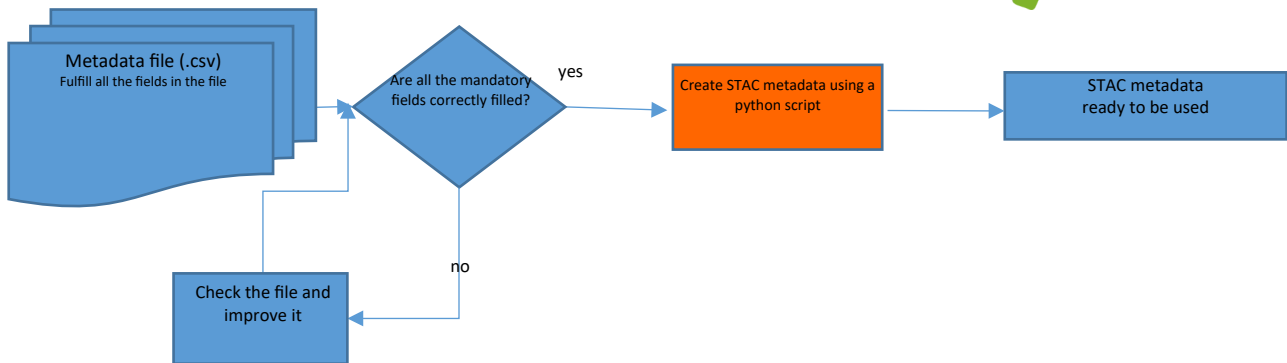 Metadata file (.csv)
Fulfill all the fields in the file
Are all the mandatory
fields correctly filled?
yes
Create STAC metadata using a
python script
STAC metadata
ready to be used
no
Check the file and
improve it